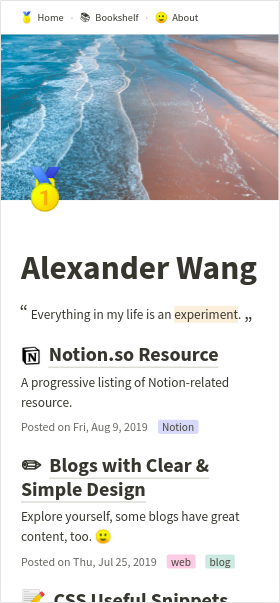 🥇 Home · 📚 Bookshelf · 🙂 About
Alexander Wang
“ Everything in my life is an experiment. „
Notion.so Resource
A progressive listing of Notion-related
resource.
Posted on Fri, Aug 9, 2019 Notion
✏ Blogs with Clear &
Simple Design
Explore yourself, some blogs have great
content, too. 🙂
Posted on Thu, Jul 25, 2019 web blog
📝 CSS Useful Snippets